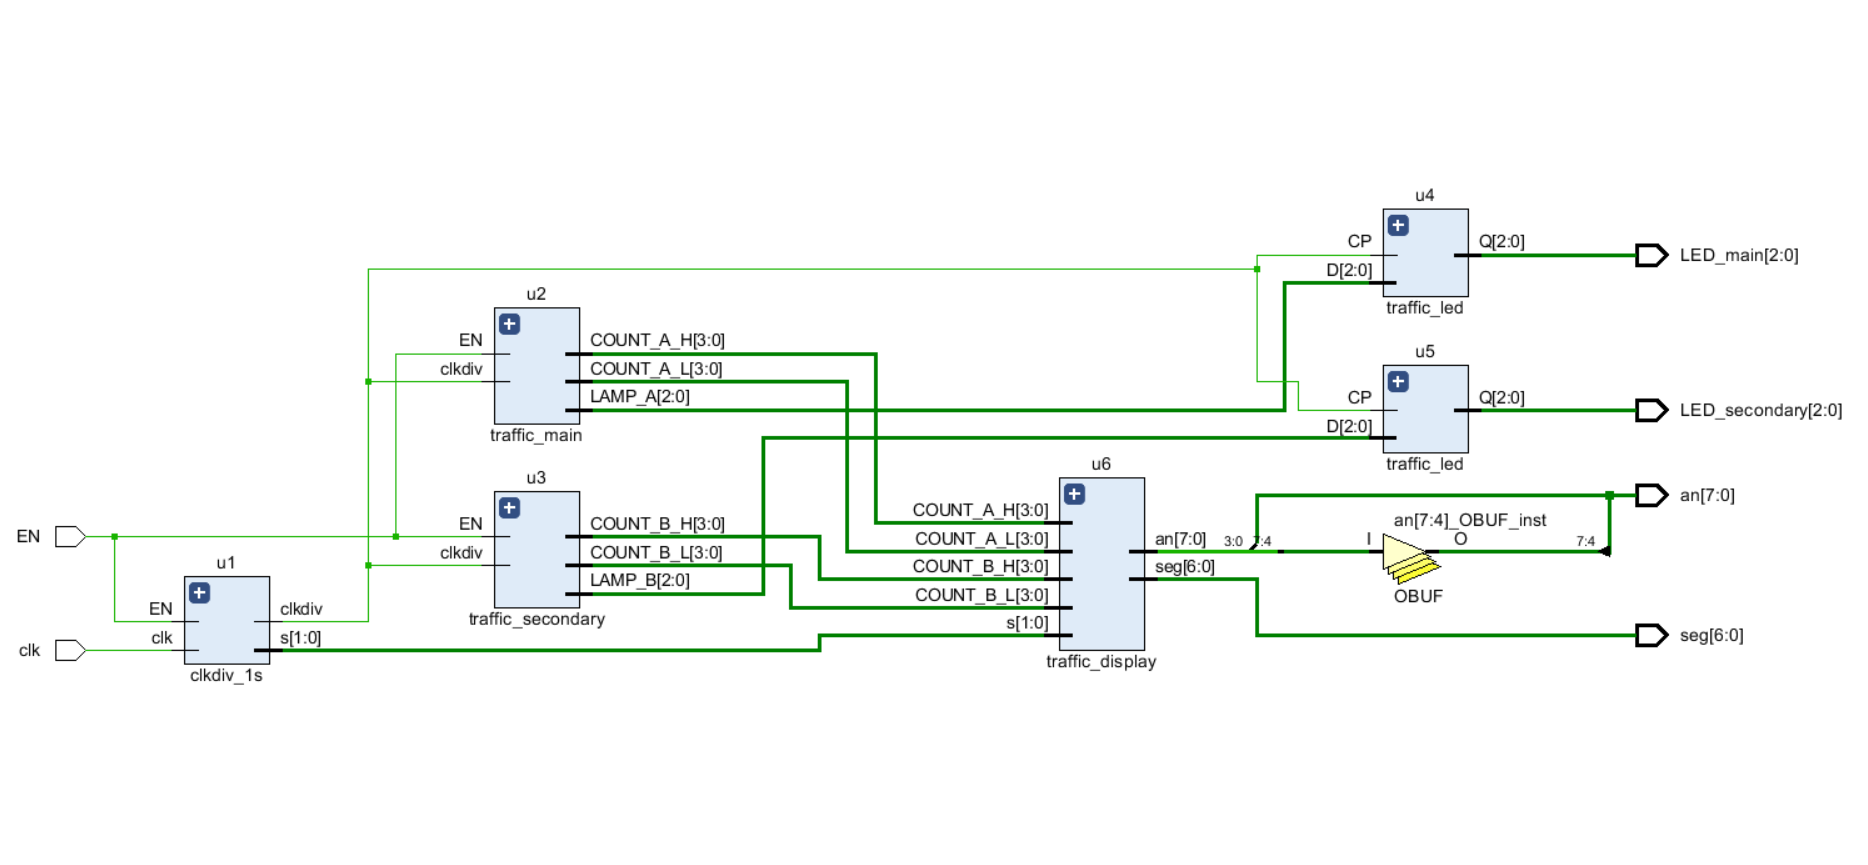 u4
CP
D[2:0]
Q[2:0]
traffic_led
LED_main[2:0]
u2
EN
clkdiv
COUNT_A_H[3:0]
COUNT_A_L[3:0]
LAMP_A[2:0]
traffic_main
u5
CP
D[2:0]
Q[2:0]
traffic_led
LED_secondary[2:0]
u3
EN
clkdiv
COUNT_B_H[3:0]
COUNT_B_L[3:0]
LAMP_B[2:0]
traffic_secondary
u6
COUNT_A_H[3:0]
COUNT_A_L[3:0]
COUNT_B_H[3:0]
COUNT_B_L[3:0]
s[1:0]
an[7:0]
seg[6:0]
traffic_display
3:0
7:4
an[7:4]_OBUF_inst
I
O
OBUF
7:4
an[7:0]
seg[6:0]
EN
clk
u1
EN
clk
clkdiv
s[1:0]
clkdiv_1s